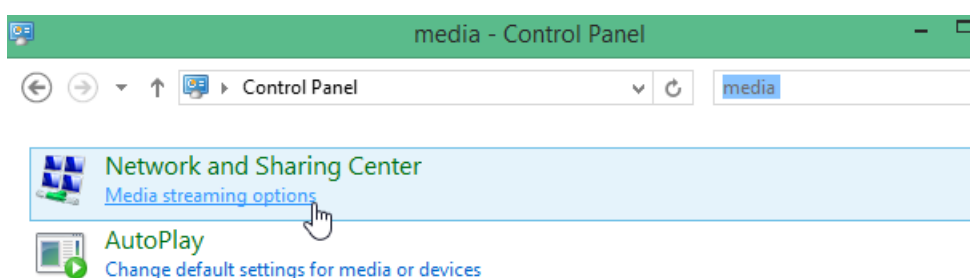 media - Control Panel
Control Panel media
Network and Sharing Center
Media streaming options
AutoPlay
Change default settings for media or devices